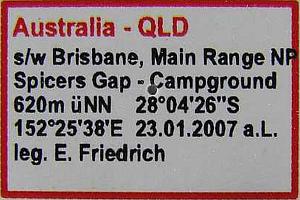 Australia - QLD
s/w Brisbane, Main Range NP
Spicers Gap - Campground
620m üNN 28°04'26"S
152°25'38'E 23.01.2007 a.L.
leg. E. Friedrich